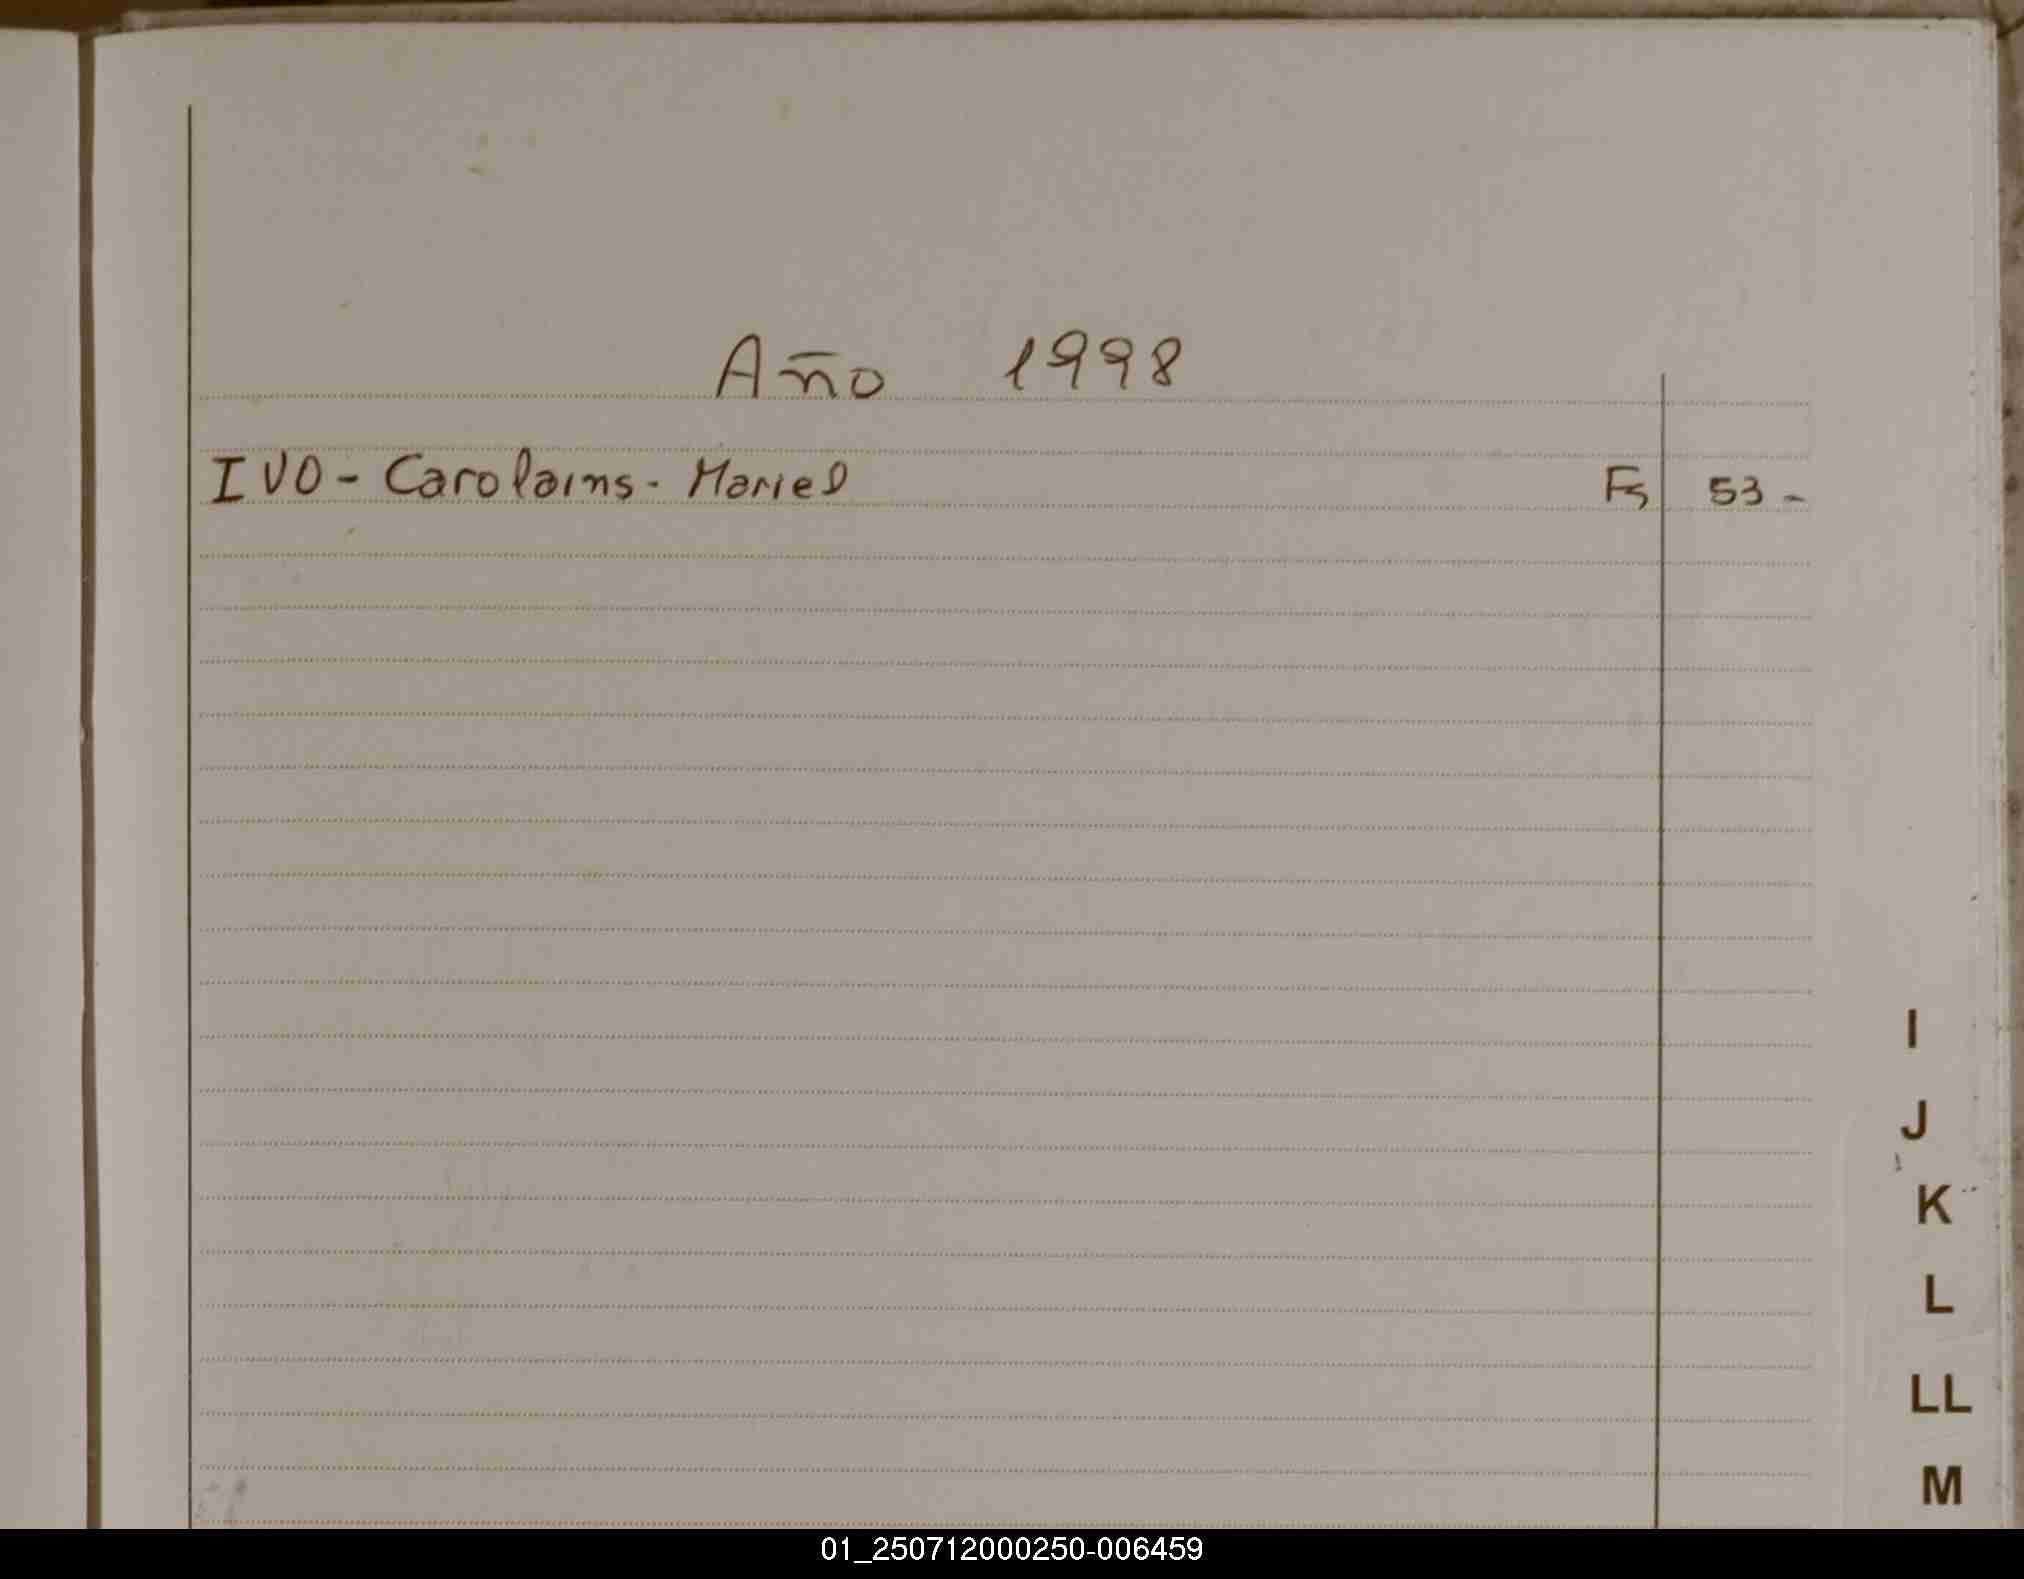 Año 1998
IVO - Carolains - Mariel Fs 53 -
I
J
K
L
LL
M
01_250712000250-006459